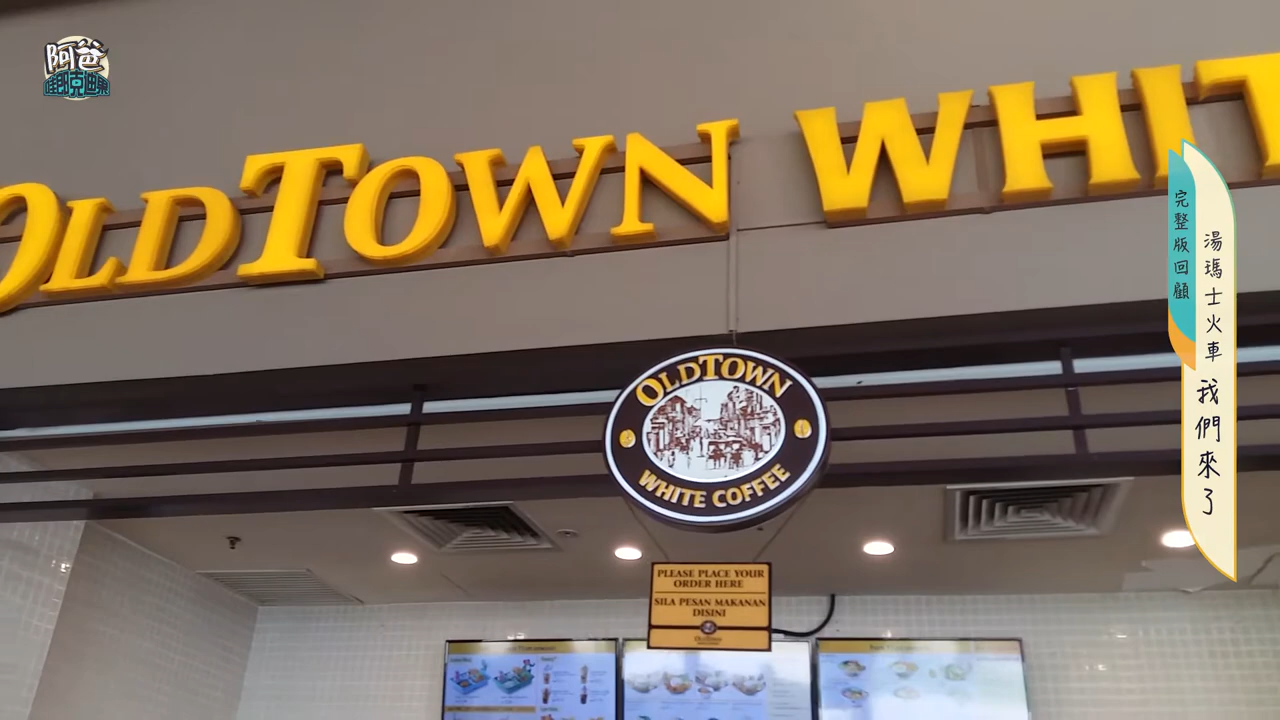 阿爸
OLDTOWN WHIT
完整版回顧
湯瑪士火車 我們來了
OLDTOWN
WHITE COFFEE
PLEASE PLACE YOUR
ORDER HERE
SILA PESAN MAKANAN
DISINI